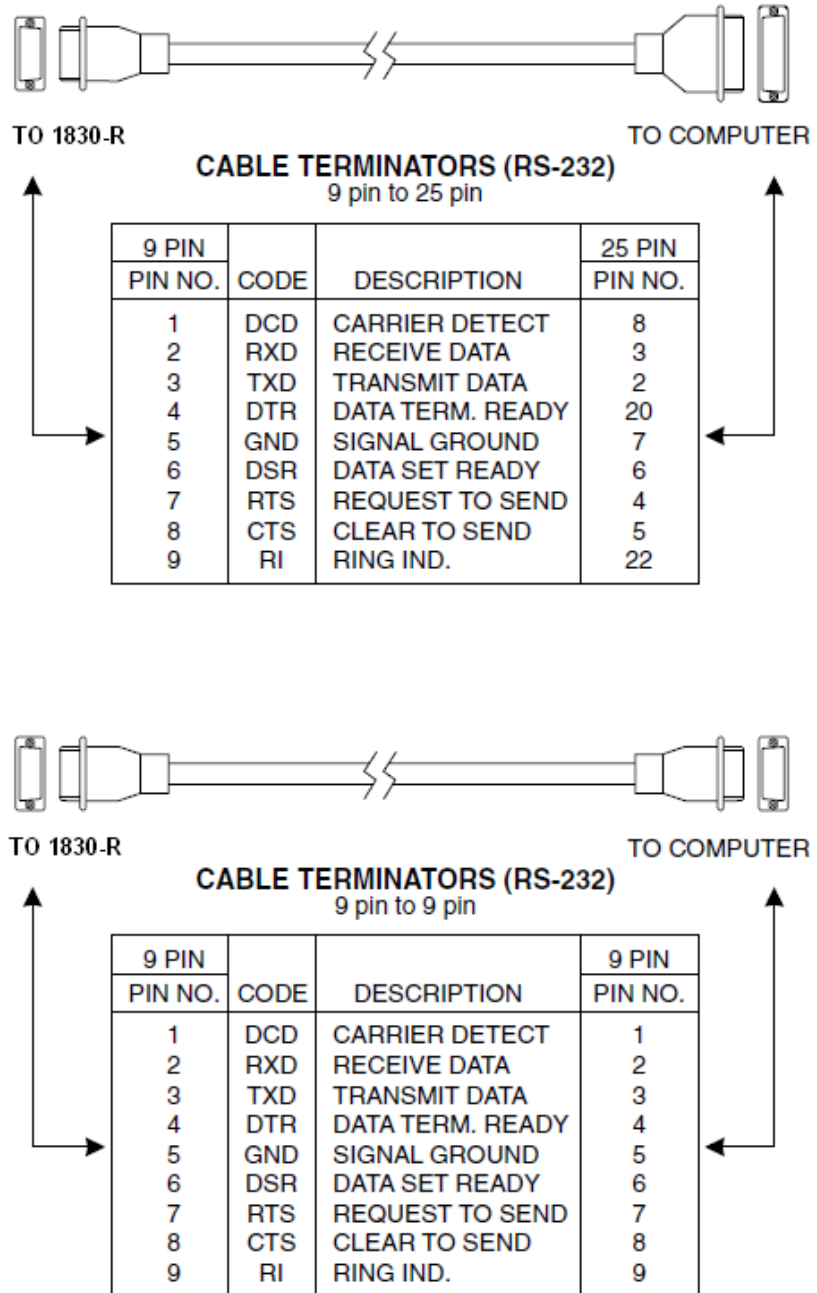 TO 1830-R TO COMPUTER
CABLE TERMINATORS (RS-232)
9 pin to 25 pin
9 PIN 25 PIN
PIN NO. CODE DESCRIPTION PIN NO.
1 DCD CARRIER DETECT 8
2 RXD RECEIVE DATA 3
3 TXD TRANSMIT DATA 2
4 DTR DATA TERM. READY 20
5 GND SIGNAL GROUND 7
6 DSR DATA SET READY 6
7 RTS REQUEST TO SEND 4
8 CTS CLEAR TO SEND 5
9 RI RING IND. 22
TO 1830-R TO COMPUTER
CABLE TERMINATORS (RS-232)
9 pin to 9 pin
9 PIN 9 PIN
PIN NO. CODE DESCRIPTION PIN NO.
1 DCD CARRIER DETECT 1
2 RXD RECEIVE DATA 2
3 TXD TRANSMIT DATA 3
4 DTR DATA TERM. READY 4
5 GND SIGNAL GROUND 5
6 DSR DATA SET READY 6
7 RTS REQUEST TO SEND 7
8 CTS CLEAR TO SEND 8
9 RI RING IND. 9